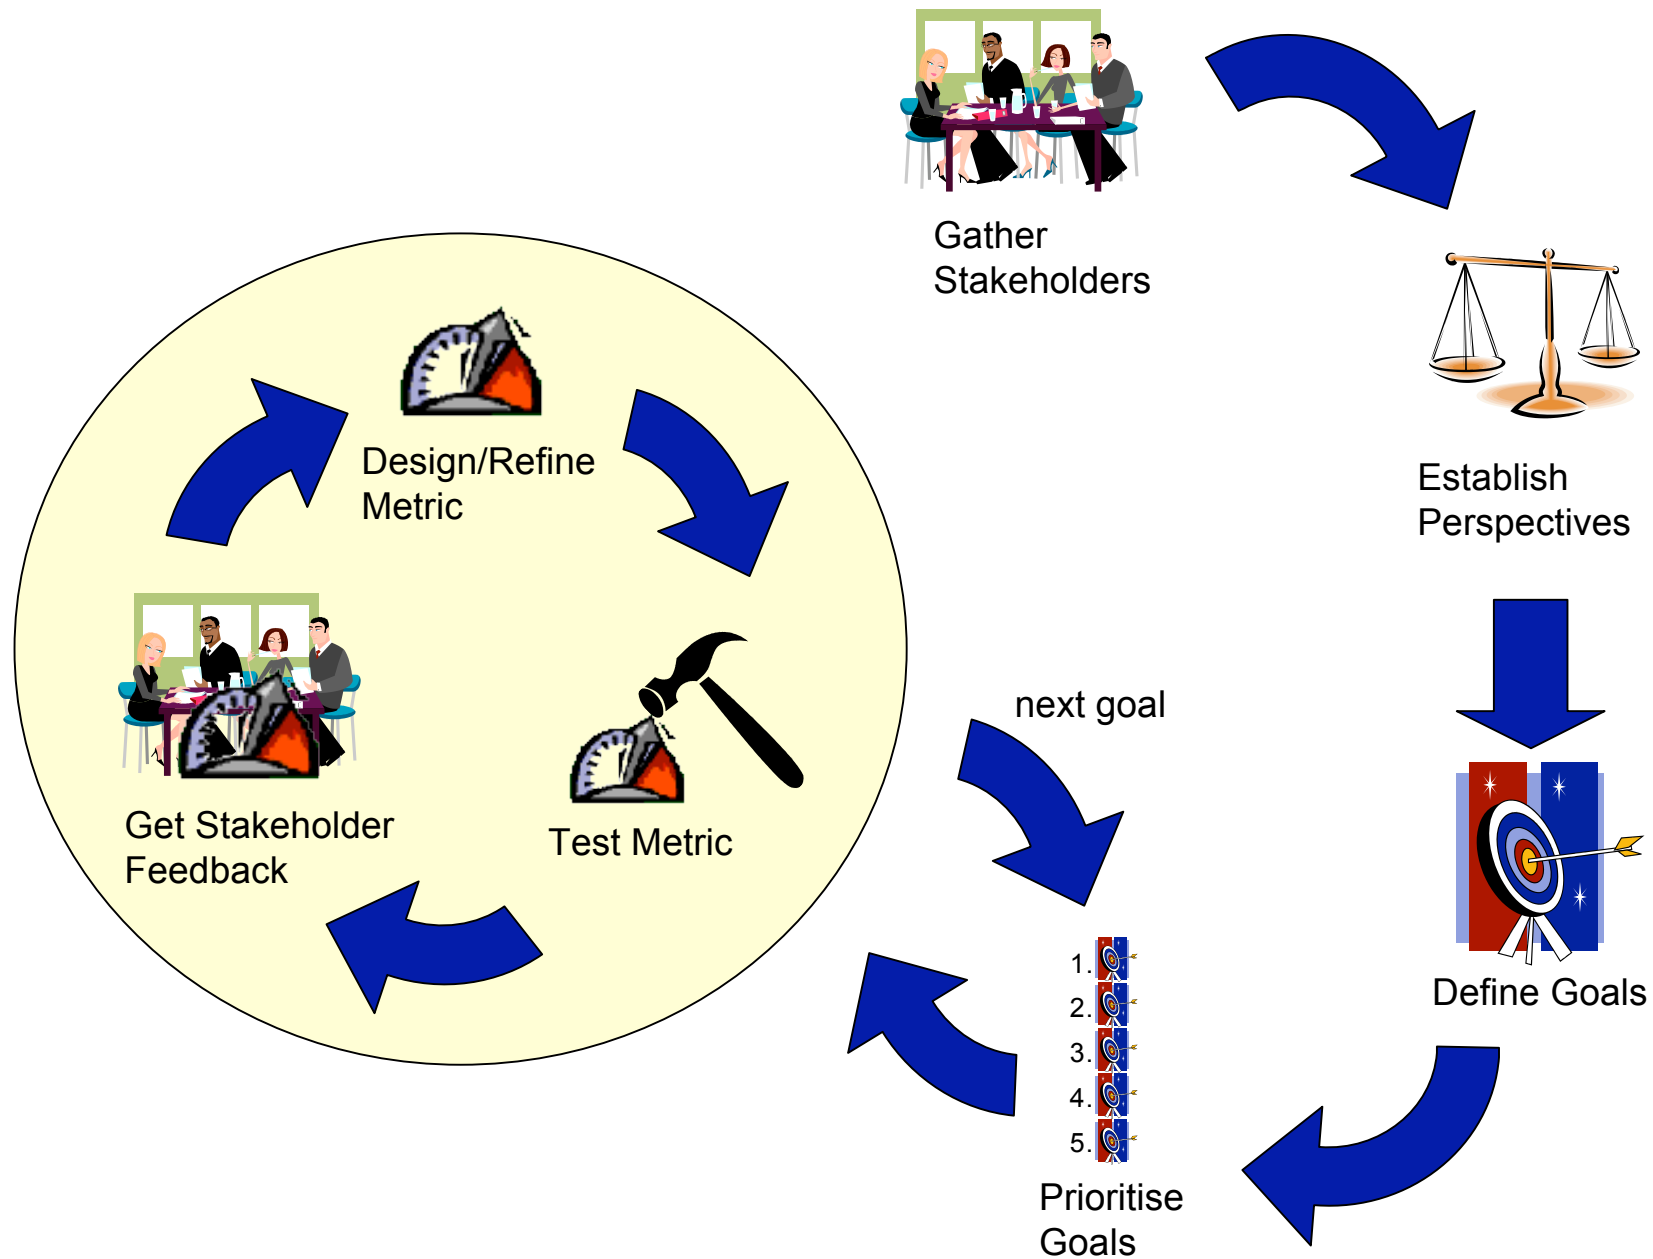 Gather
Stakeholders
Establish
Perspectives
Define Goals
1.
2.
3.
4.
5.
Prioritise
Goals
next goal
Design/Refine
Metric
Test Metric
Get Stakeholder
Feedback